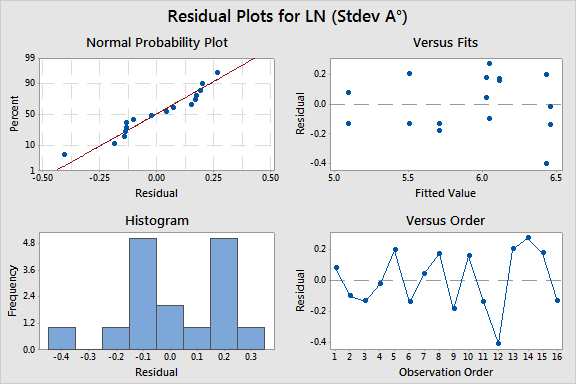 Residual Plots for LN (Stdev A°)
Normal Probability Plot
99
90
50
10
1
Percent
-0.50 -0.25 0.00 0.25 0.50
Residual
Versus Fits
0.2
0.0
-0.2
-0.4
Residual
5.0 5.5 6.0 6.5
Fitted Value
Histogram
4.8
3.6
2.4
1.2
0.0
Frequency
-0.4 -0.3 -0.2 -0.1 0.0 0.1 0.2 0.3
Residual
Versus Order
0.2
0.0
-0.2
-0.4
Residual
1 2 3 4 5 6 7 8 9 10 11 12 13 14 15 16
Observation Order